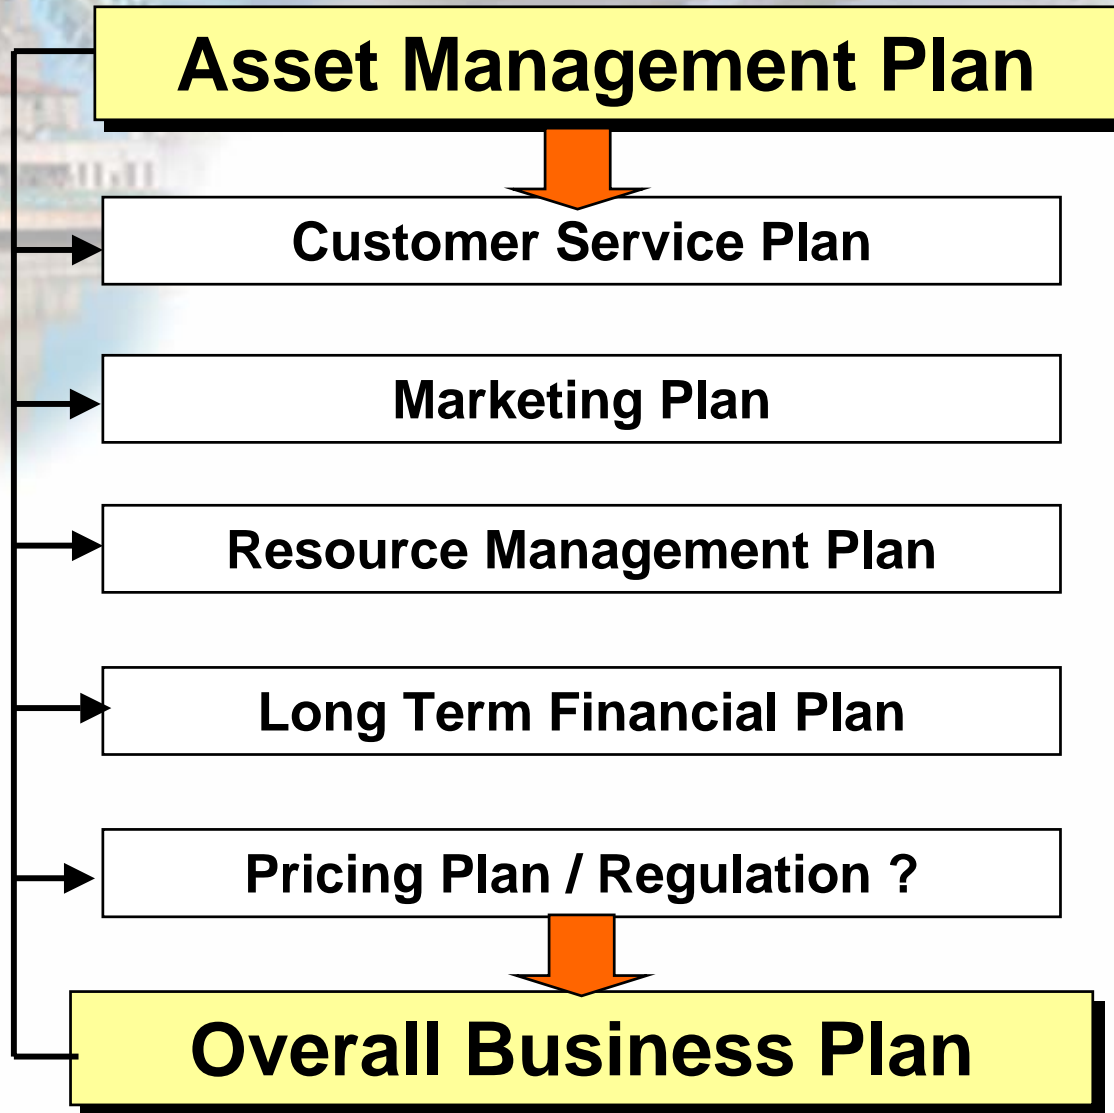 Asset Management Plan
Customer Service Plan
Marketing Plan
Resource Management Plan
Long Term Financial Plan
Pricing Plan / Regulation ?
Overall Business Plan